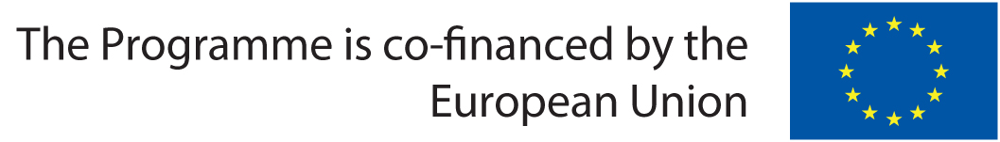 The Programme is co-financed by the
European Union